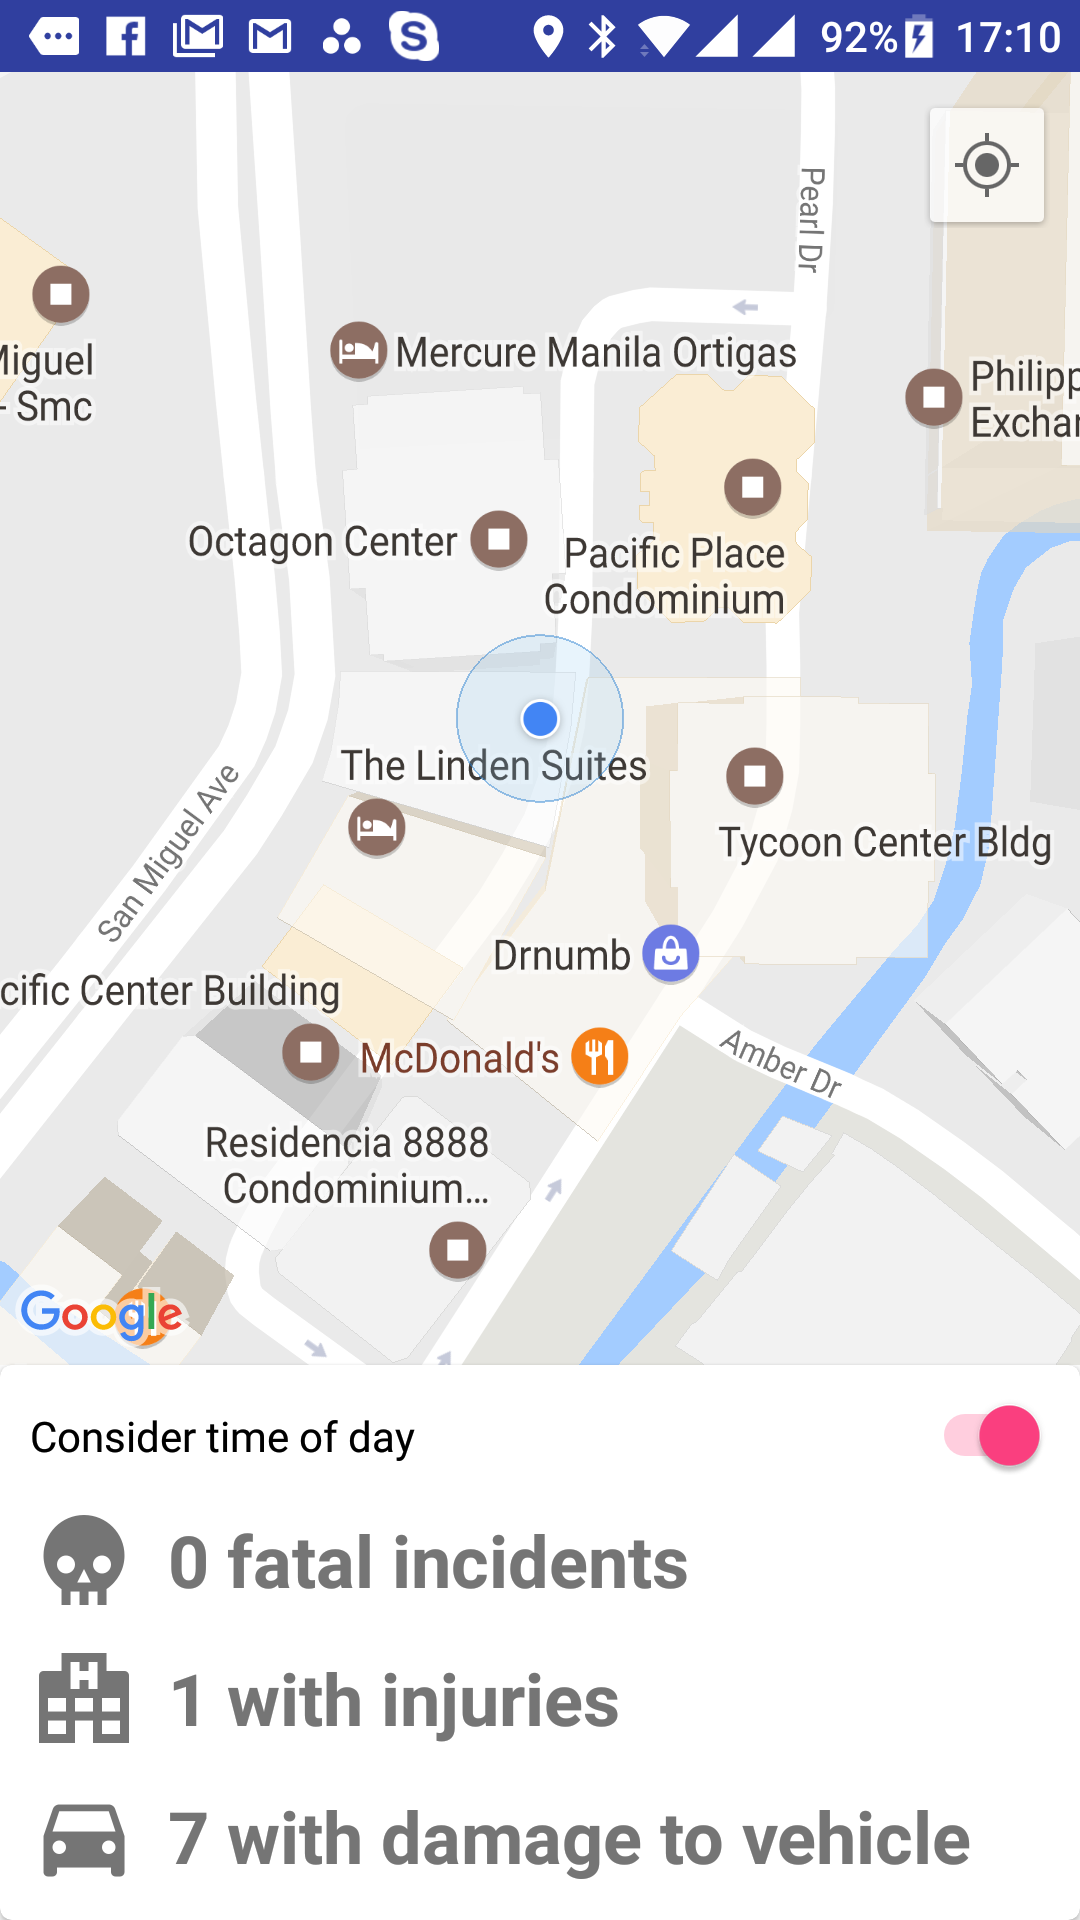 92% 17:10
Pearl Dr
Mercure Manila Ortigas
Miguel
- Smc
Philipp
Exchan
Octagon Center
Pacific Place
Condominium
The Linden Suites
San Miguel Ave
Tycoon Center Bldg
Drnumb
cific Center Building
McDonald's
Amber Dr
Residencia 8888
Condominium...
Google
Consider time of day
0 fatal incidents
H
1 with injuries
7 with damage to vehicle